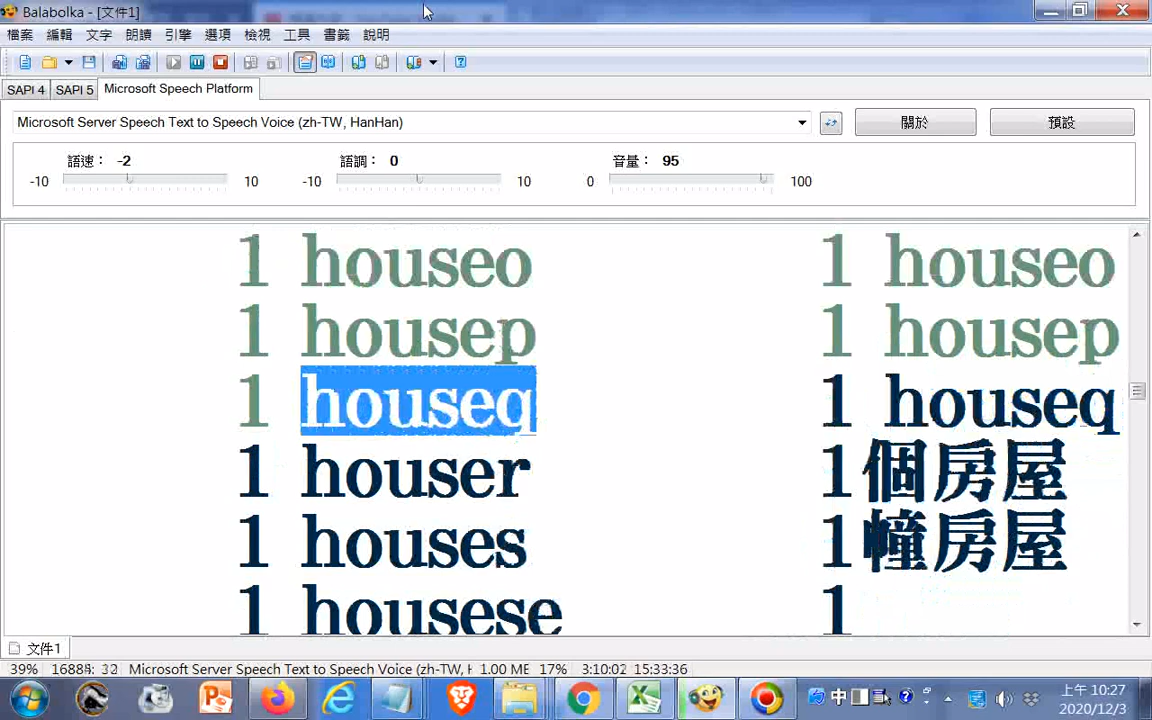 Balabolka - [文件1]
檔案 編輯 文字 朗讀 引擎 選項 檢視 工具 書籤 說明
SAPI 4 SAPI 5 Microsoft Speech Platform
Microsoft Server Speech Text to Speech Voice (zh-TW, HanHan) 關於 預設
語速： -2 語調： 0 音量： 95
-10 10 -10 10 0 100
1 houseo 1 houseo
1 housep 1 housep
1 houseq 1 houseq
1 houser 1個房屋
1 houses 1幢房屋
1 housese 1
文件1
39% 32 Microsoft Server Speech Text to Speech Voice (zh-TW, 1.00 ME 17% 3:10:02 15:33:36
中 上午 10:27
2020/12/3